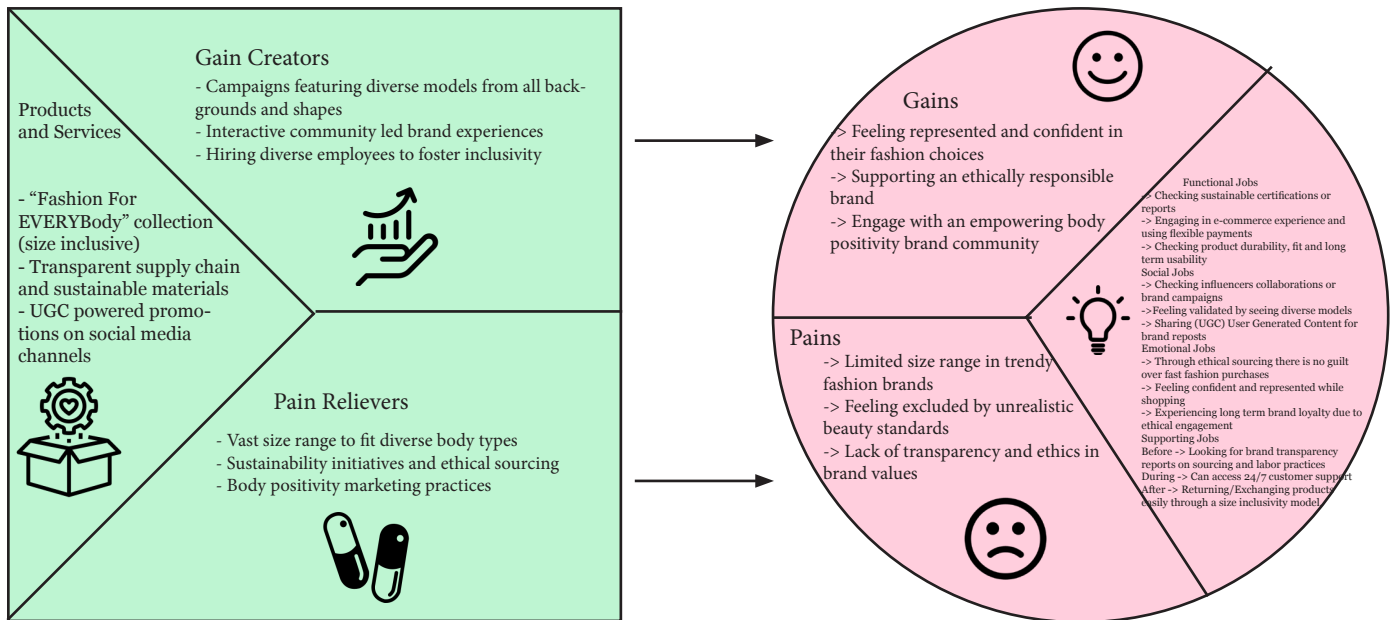 Gain Creators
- Campaigns featuring diverse models from all back-
grounds and shapes
- Interactive community led brand experiences
- Hiring diverse employees to foster inclusivity
Products
and Services
- “Fashion For
EVERYBody” collection
(size inclusive)
- Transparent supply chain
and sustainable materials
- UGC powered promo-
tions on social media
channels
Pain Relievers
- Vast size range to fit diverse body types
- Sustainability initiatives and ethical sourcing
- Body positivity marketing practices
Gains
-> Feeling represented and confident in
their fashion choices
-> Supporting an ethically responsible
brand
-> Engage with an empowering body
positivity brand community
Pains
-> Limited size range in trendy
fashion brands
-> Feeling excluded by unrealistic
beauty standards
-> Lack of transparency and ethics in
brand values
Functional Jobs
-> Checking sustainable certifications or
reports
-> Engaging in e-commerce experience and
using flexible payments
-> Checking product durability, fit and long
term usability
Social Jobs
-> Checking influencers collaborations or
brand campaigns
->Feeling validated by seeing diverse models
-> Sharing (UGC) User Generated Content for
brand reposts
Emotional Jobs
-> Through ethical sourcing there is no guilt
over fast fashion purchases
-> Feeling confident and represented while
shopping
-> Experiencing long term brand loyalty due to
ethical engagement
Supporting Jobs
Before -> Looking for brand transparency
reports on sourcing and labor practices
During -> Can access 24/7 customer support
After -> Returning/Exchanging products
easily through a size inclusivity model